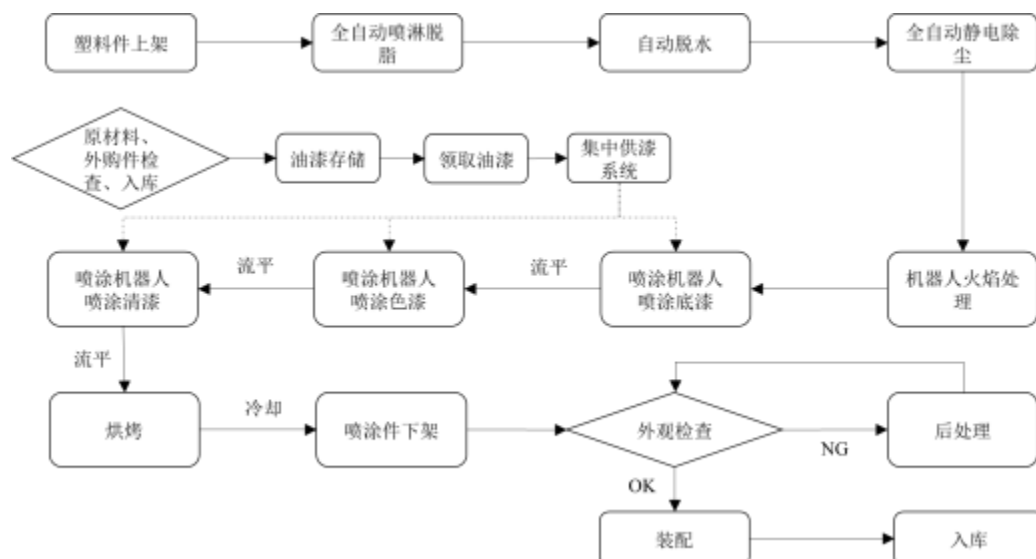 塑料件上架
全自动喷淋脱
脂
自动脱水
全自动静电除
尘
原材料、
外购件检
查、入库
油漆存储
领取油漆
集中供漆
系统
喷涂机器人
喷涂清漆
流平
喷涂机器人
喷涂色漆
流平
喷涂机器人
喷涂底漆
机器人火焰处
理
流平
烘烤
冷却
喷涂件下架
外观检查
NG
后处理
OK
装配
入库